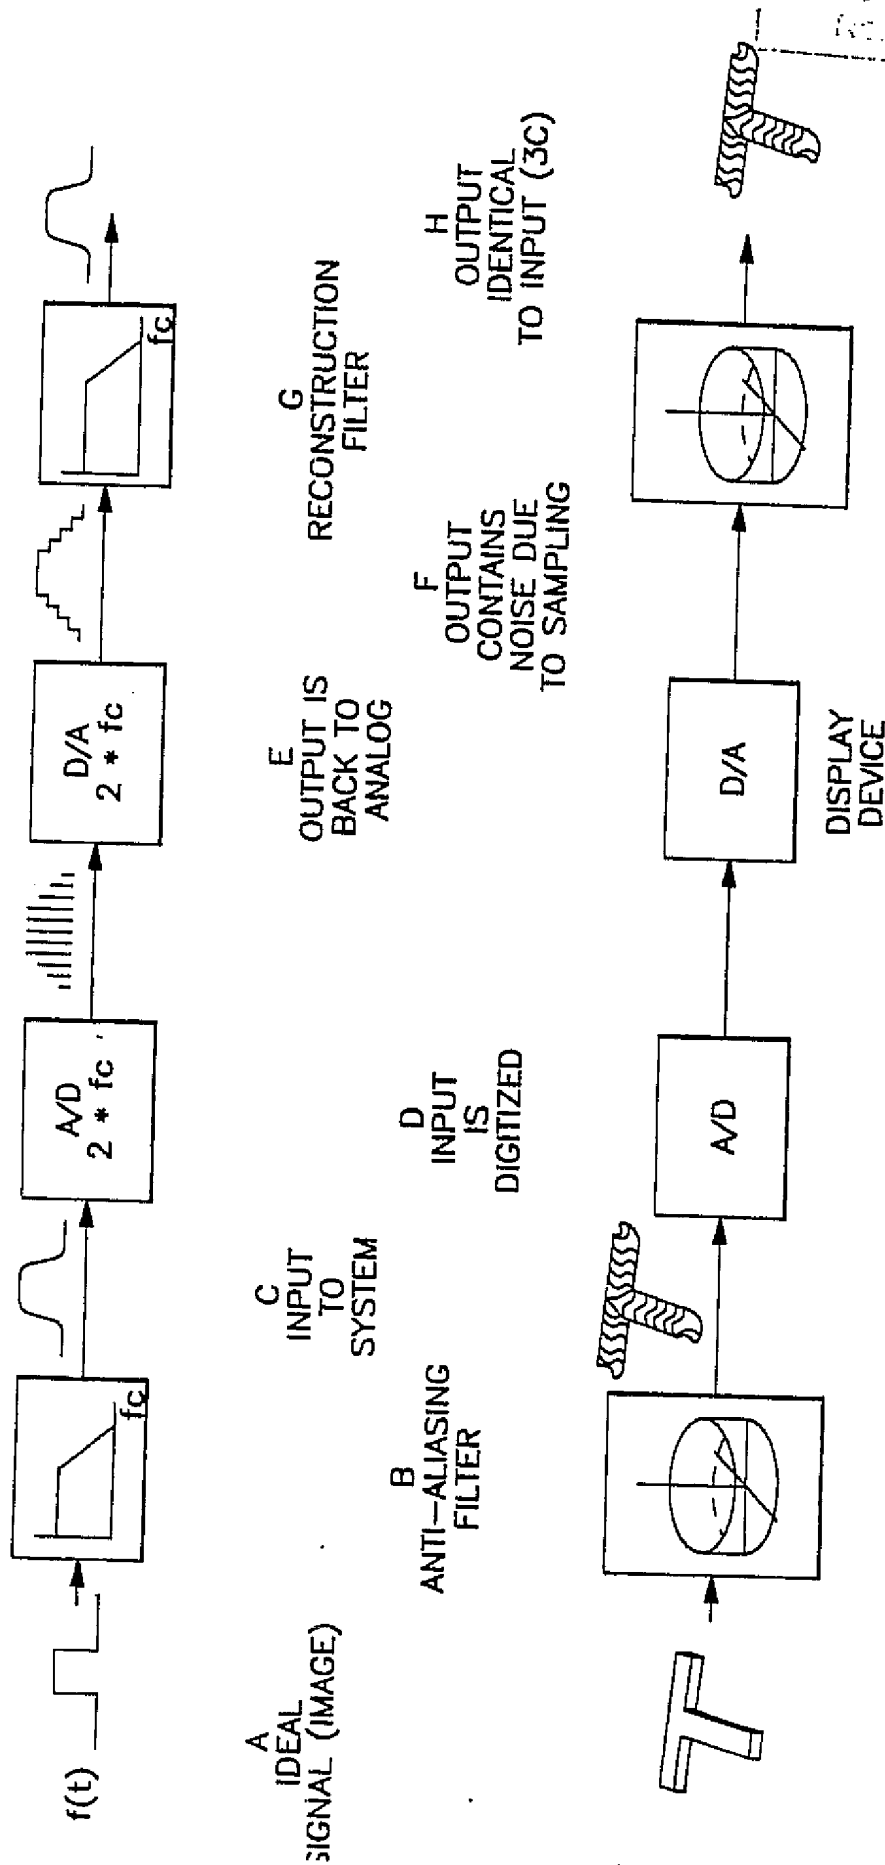 f(t)
fc
A/D
2 * fc
D/A
2 * fc
fc
A
IDEAL
SIGNAL (IMAGE)
B
ANTI-ALIASING
FILTER
C
INPUT
TO
SYSTEM
D
INPUT
IS
DIGITIZED
E
OUTPUT IS
BACK TO
ANALOG
F
OUTPUT
CONTAINS
NOISE DUE
TO SAMPLING
G
RECONSTRUCTION
FILTER
H
OUTPUT
IDENTICAL
TO INPUT (3C)
A/D
D/A
DISPLAY
DEVICE